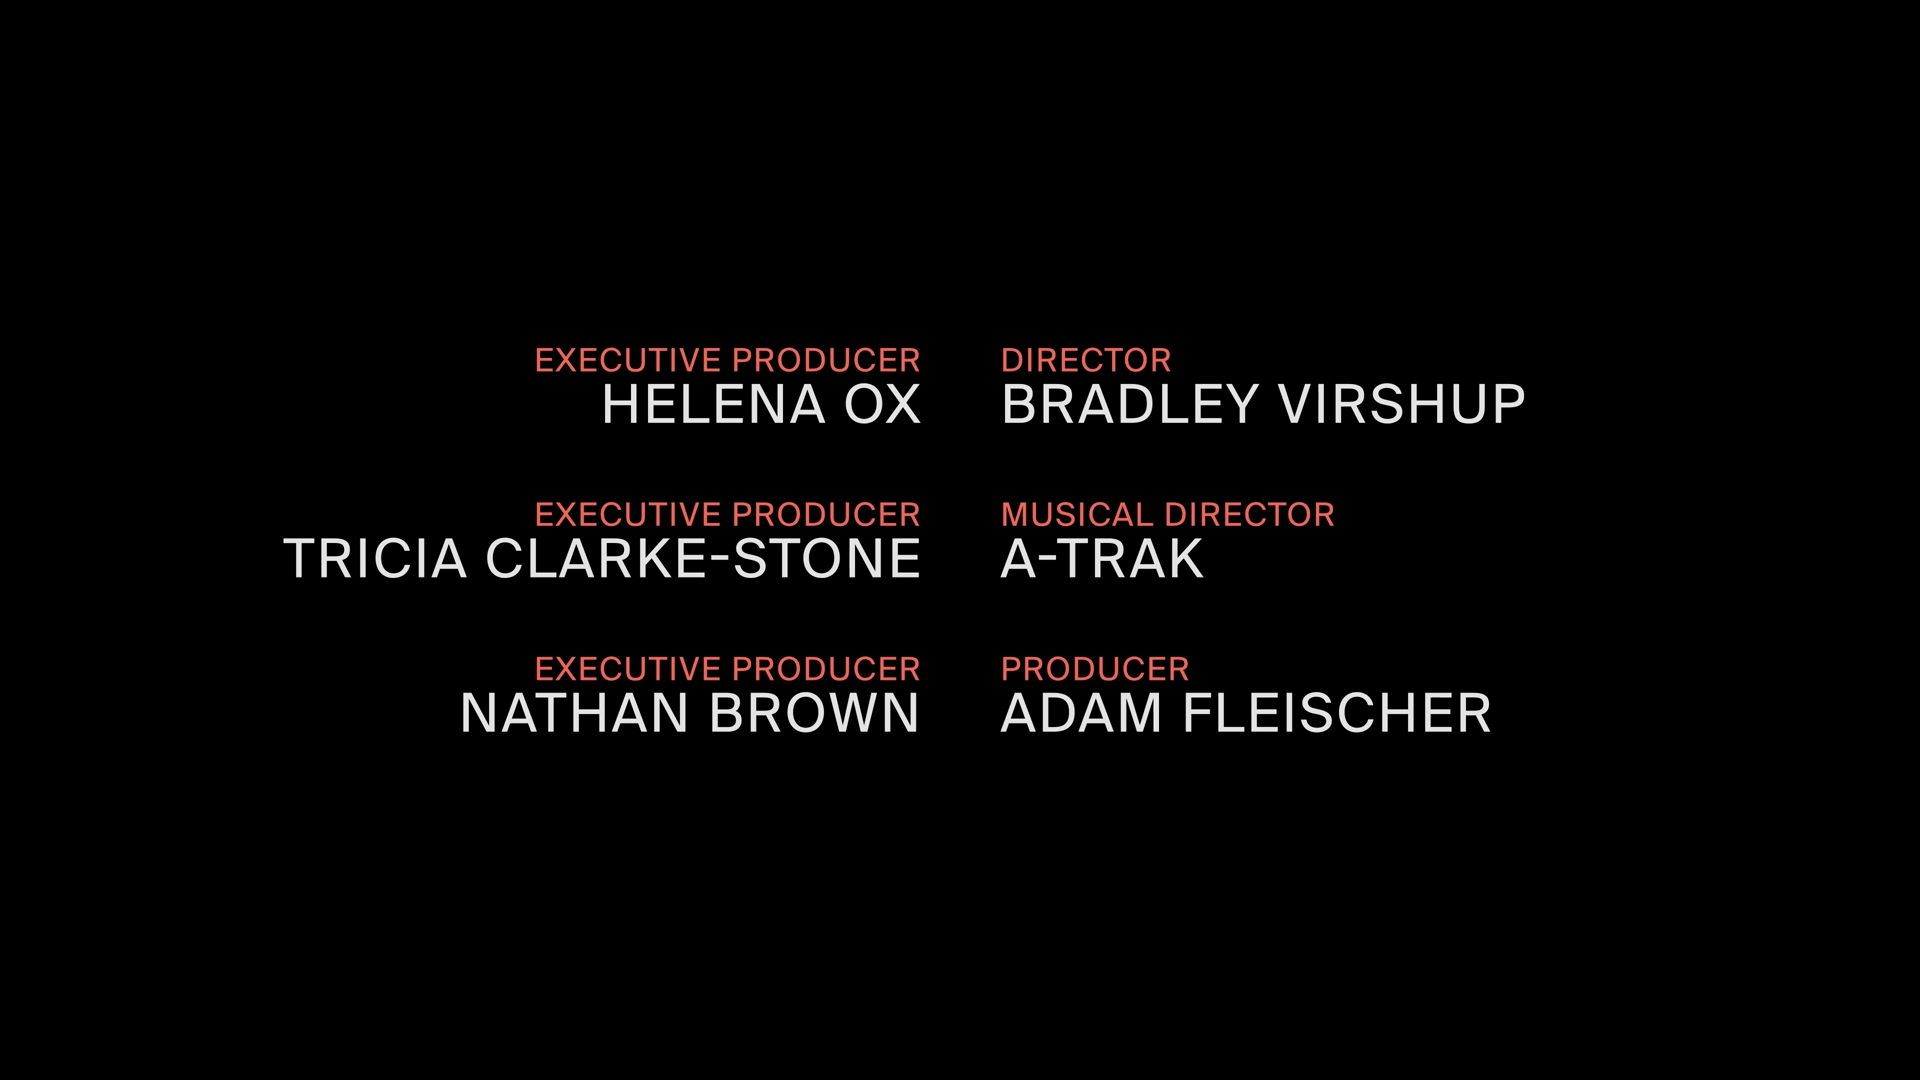 EXECUTIVE PRODUCER
HELENA OX
EXECUTIVE PRODUCER
TRICIA CLARKE-STONE
EXECUTIVE PRODUCER
NATHAN BROWN
DIRECTOR
BRADLEY VIRSHUP
MUSICAL DIRECTOR
A-TRAK
PRODUCER
ADAM FLEISCHER